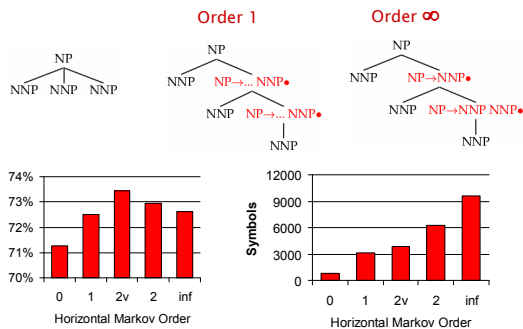 Order 1
Order ∞
NP
NNP NNP NNP
NP
NNP NP→... NNP•
NNP NP→... NNP•
NNP
NP
NNP NP→NNP•
NNP NP→NNP NNP•
NNP
74%
73%
72%
71%
70%
0 1 2v 2 inf
Horizontal Markov Order
Symbols
12000
9000
6000
3000
0
0 1 2v 2 inf
Horizontal Markov Order